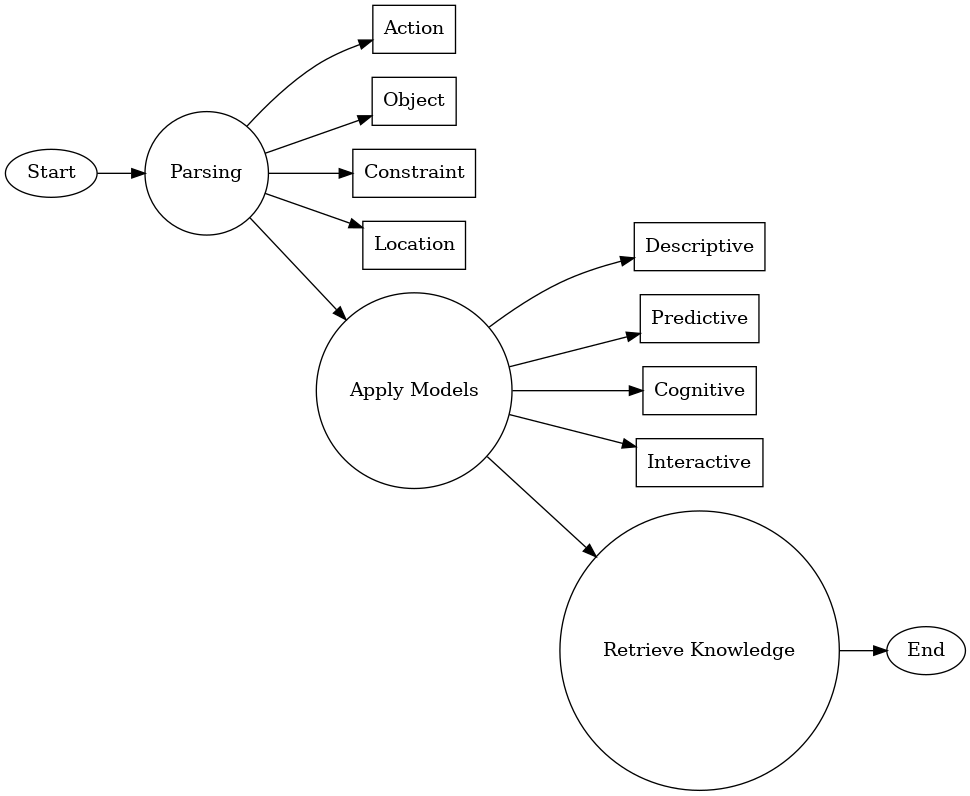 Start
Parsing
Action
Object
Constraint
Location
Apply Models
Descriptive
Predictive
Cognitive
Interactive
Retrieve Knowledge
End